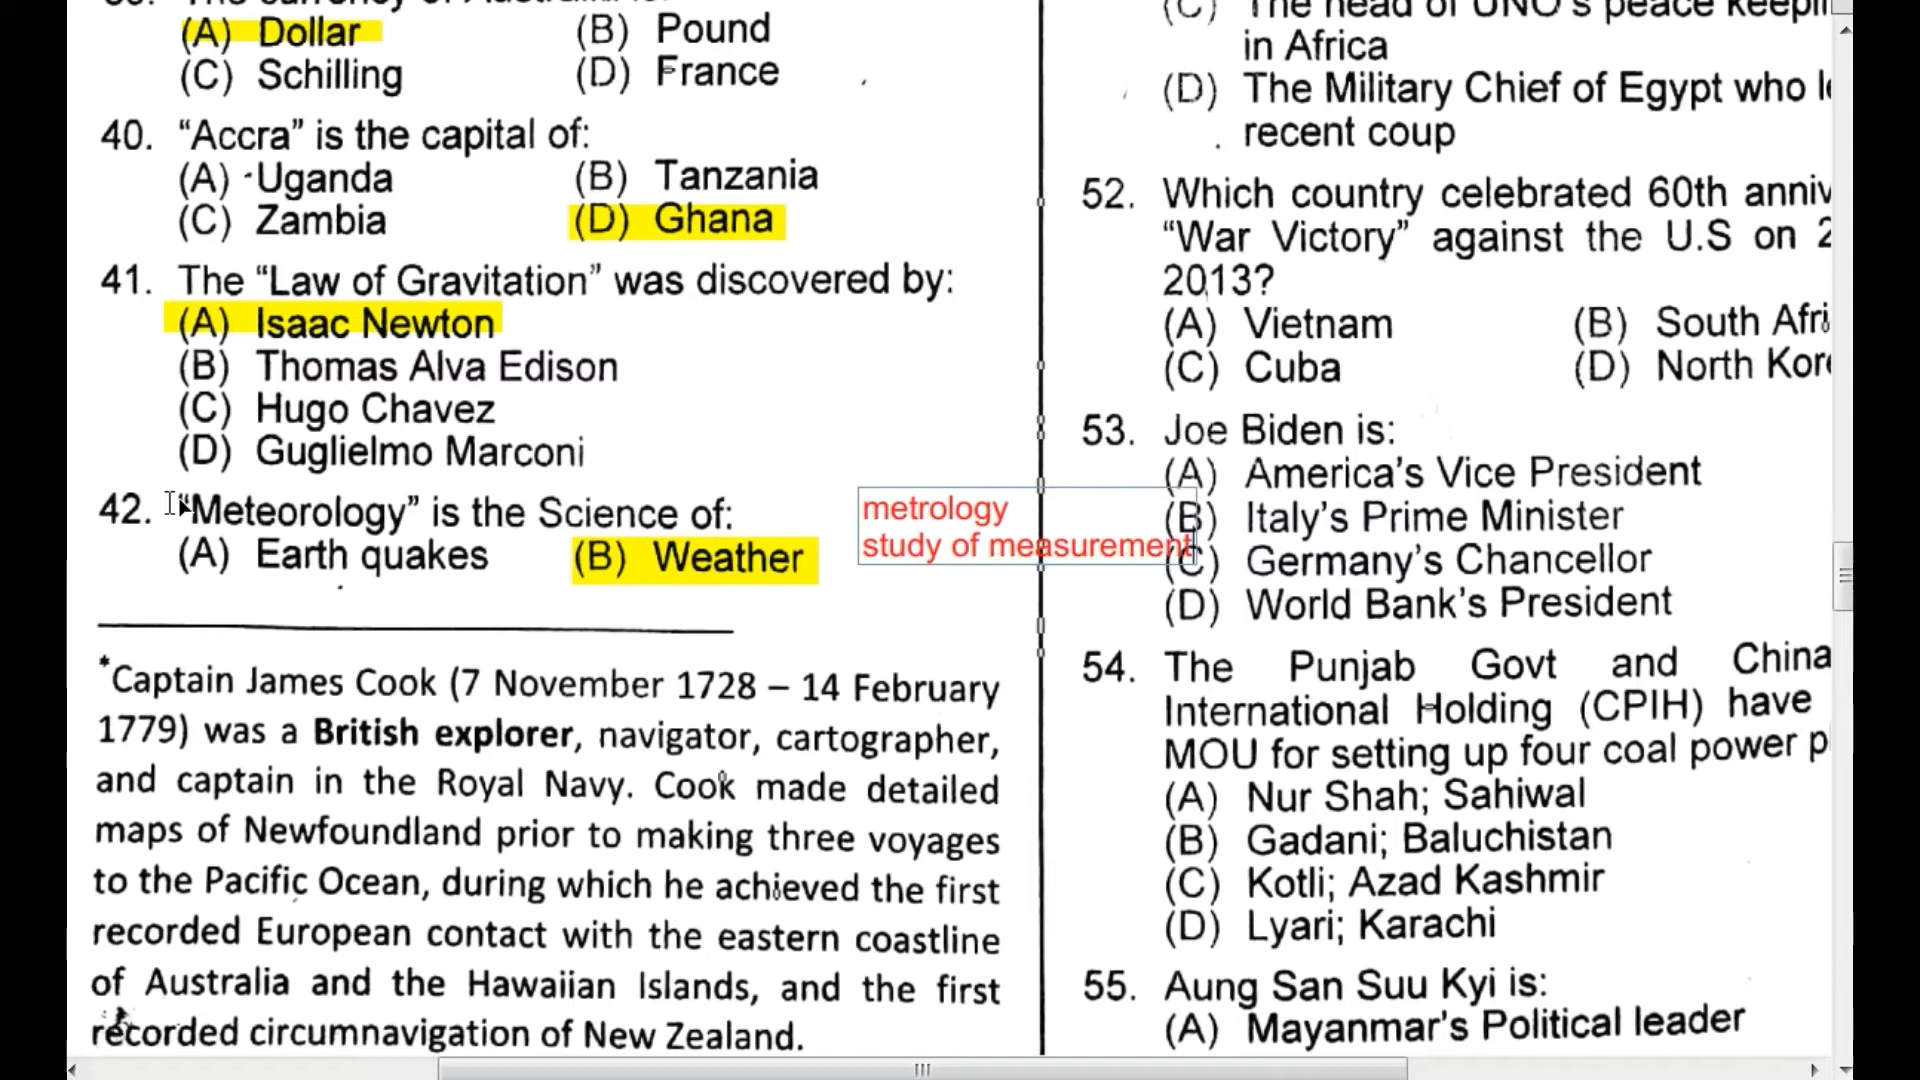 (A) Dollar (B) Pound
(C) Schilling (D) France
40. “Accra” is the capital of:
(A) Uganda (B) Tanzania
(C) Zambia (D) Ghana
41. The “Law of Gravitation” was discovered by:
(A) Isaac Newton
(B) Thomas Alva Edison
(C) Hugo Chavez
(D) Guglielmo Marconi
42. “Meteorology” is the Science of:
(A) Earth quakes (B) Weather
metrology
study of measurement
*Captain James Cook (7 November 1728 – 14 February
1779) was a British explorer, navigator, cartographer,
and captain in the Royal Navy. Cook made detailed
maps of Newfoundland prior to making three voyages
to the Pacific Ocean, during which he achieved the first
recorded European contact with the eastern coastline
of Australia and the Hawaiian Islands, and the first
recorded circumnavigation of New Zealand.
(C) The head of UNO's peace
in Africa
(D) The Military Chief of Egypt who
recent coup
52. Which country celebrated 60th
“War Victory” against the U.S on
2013?
(A) Vietnam (B) South
(C) Cuba (D) North
53. Joe Biden is:
(A) America's Vice President
(B) Italy's Prime Minister
(C) Germany's Chancellor
(D) World Bank's President
54. The Punjab Govt and China
International Holding (CPIH) have
MOU for setting up four coal power
(A) Nur Shah; Sahiwal
(B) Gadani; Baluchistan
(C) Kotli; Azad Kashmir
(D) Lyari; Karachi
55. Aung San Suu Kyi is:
(A) Mayanmar's Political leader